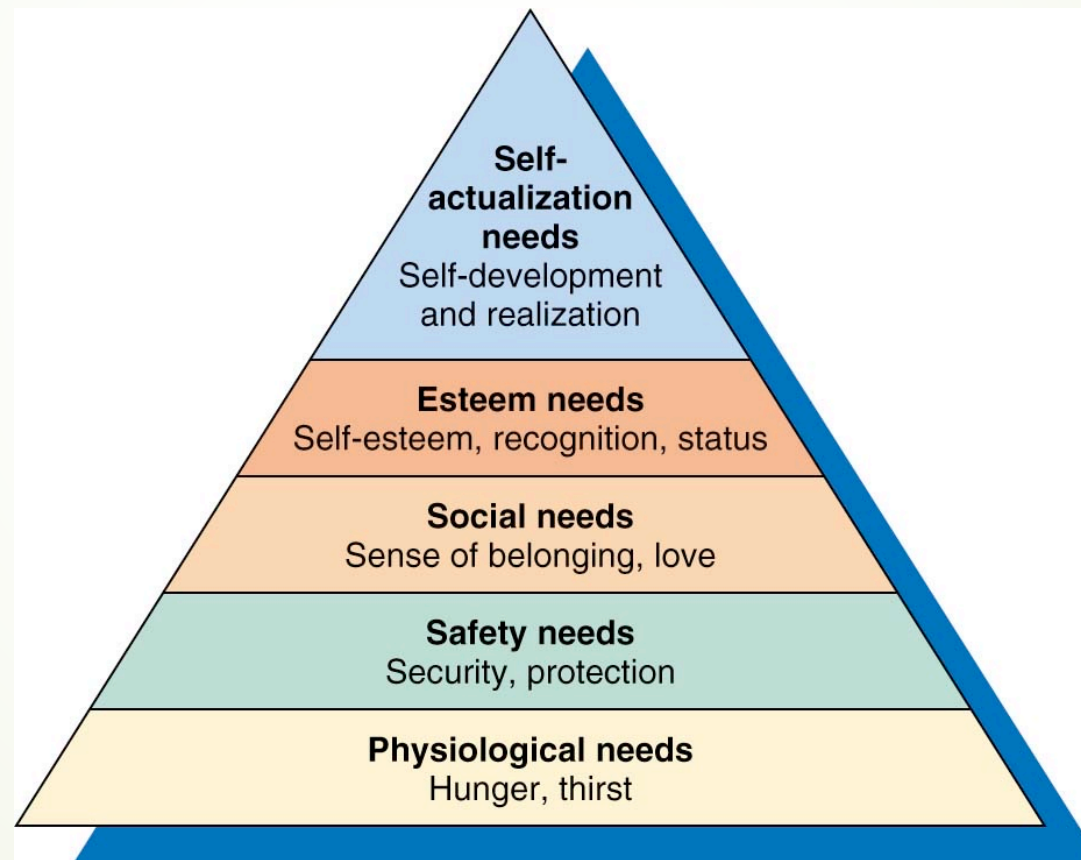 Self-
actualization
needs
Self-development
and realization
Esteem needs
Self-esteem, recognition, status
Social needs
Sense of belonging, love
Safety needs
Security, protection
Physiological needs
Hunger, thirst